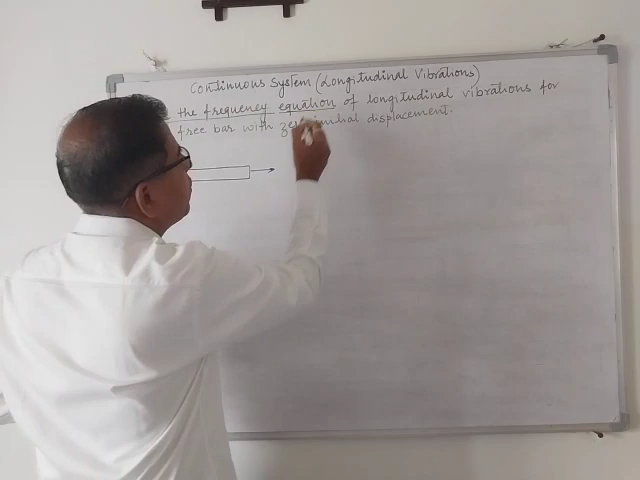 Continuous System (Longitudinal Vibrations)
the frequency equation of longitudinal vibrations for
free bar with initial displacement.